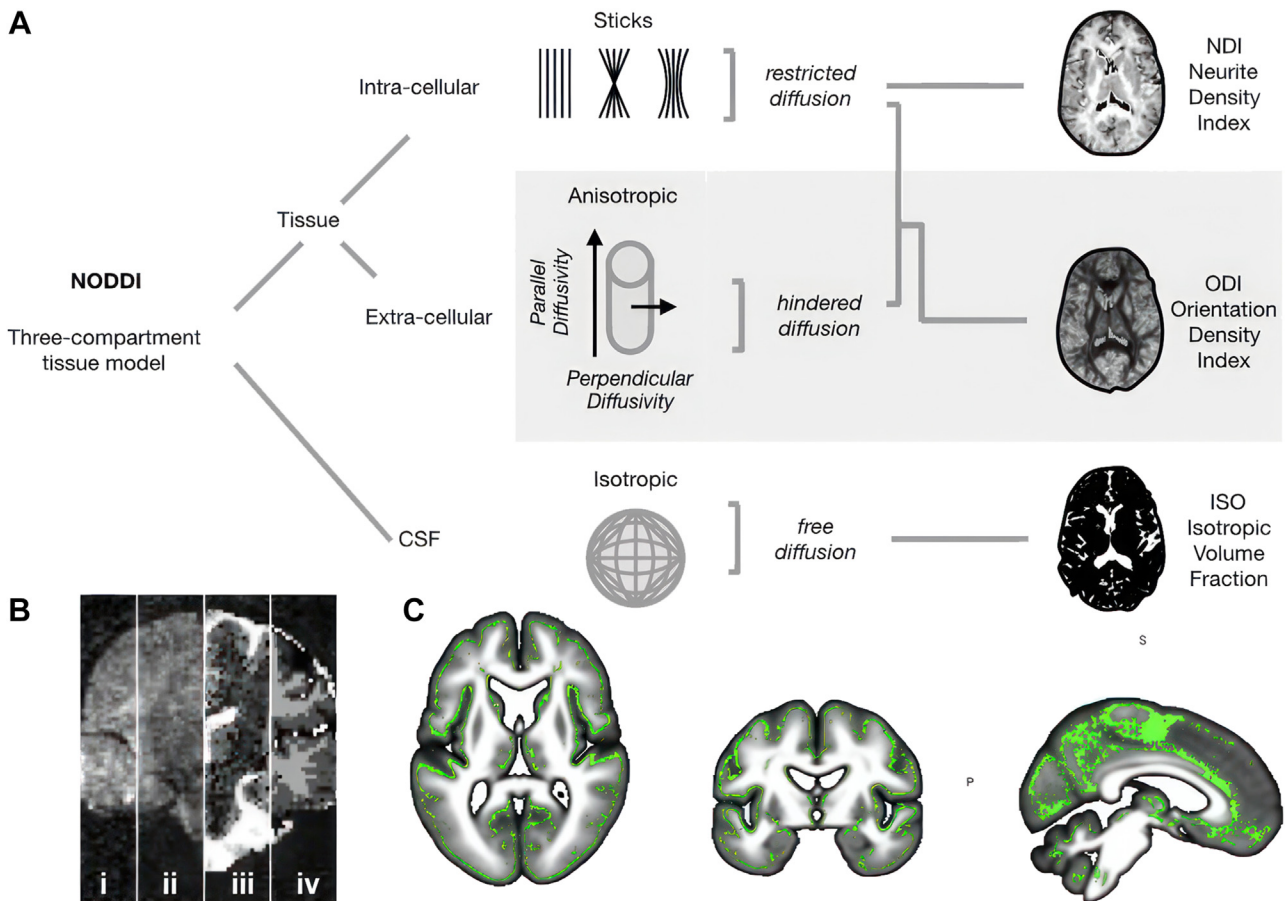 A
Sticks
Intra-cellular
restricted
diffusion
NDI
Neurite
Density
Index
Tissue
Anisotropic
Parallel
Diffusivity
NODDI
Three-compartment
tissue model
Extra-cellular
hindered
diffusion
Perpendicular
Diffusivity
ODI
Orientation
Density
Index
Isotropic
CSF
free
diffusion
ISO
Isotropic
Volume
Fraction
B
i ii iii iv
C
S
P